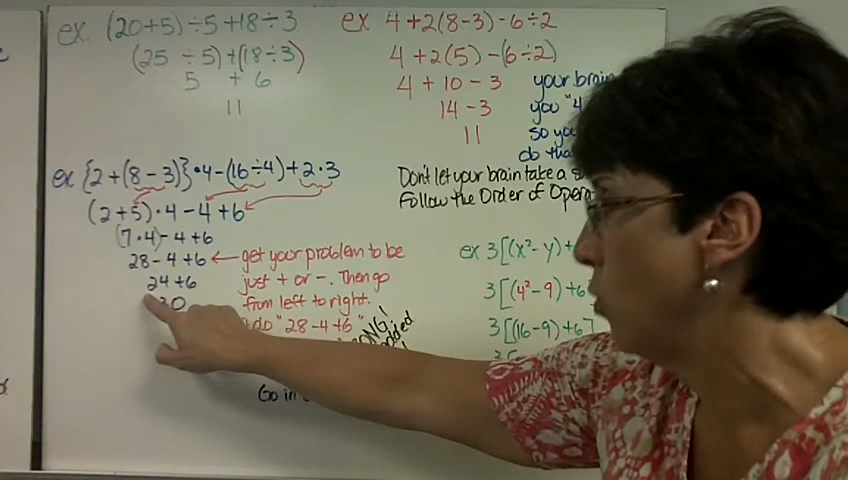 ex. (20+5) ÷ 5 + 18 ÷ 3
(25 ÷ 5) + (18 ÷ 3)
5 + 6
11
ex 4 + 2(8-3) - 6 ÷ 2
4 + 2(5) - (6 ÷ 2)
4 + 10 - 3
14 - 3
11
your brain
you "4
so you
do tha
Don't let your brain take a
Follow the Order of Opera
ex {2+(8-3)}•4-(16÷4)+2•3
(2+5)•4-4+6
(7•4)-4+6
28-4+6
24+6
30
get your problem to be
just + or -. Then go
from left to right.
do "28-4+6"
added
Go in
ex 3[(x²-y)+
3[(4²-9)+6
3[(16-9)+6]